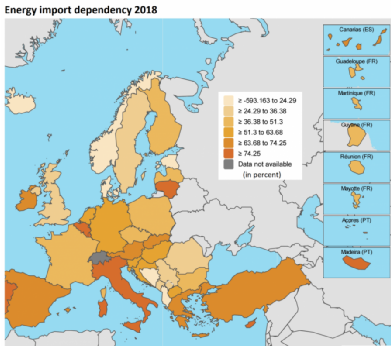 Energy import dependency 2018
≥ -593.163 to 24.29
≥ 24.29 to 36.38
≥ 36.38 to 51.3
≥ 51.3 to 63.68
≥ 63.68 to 74.25
≥ 74.25
Data not available
(in percent)
Canarias (ES)
Guadeloupe (FR)
Martinique (FR)
Guyane (FR)
Réunion (FR)
Mayotte (FR)
Açores (PT)
Madeira (PT)